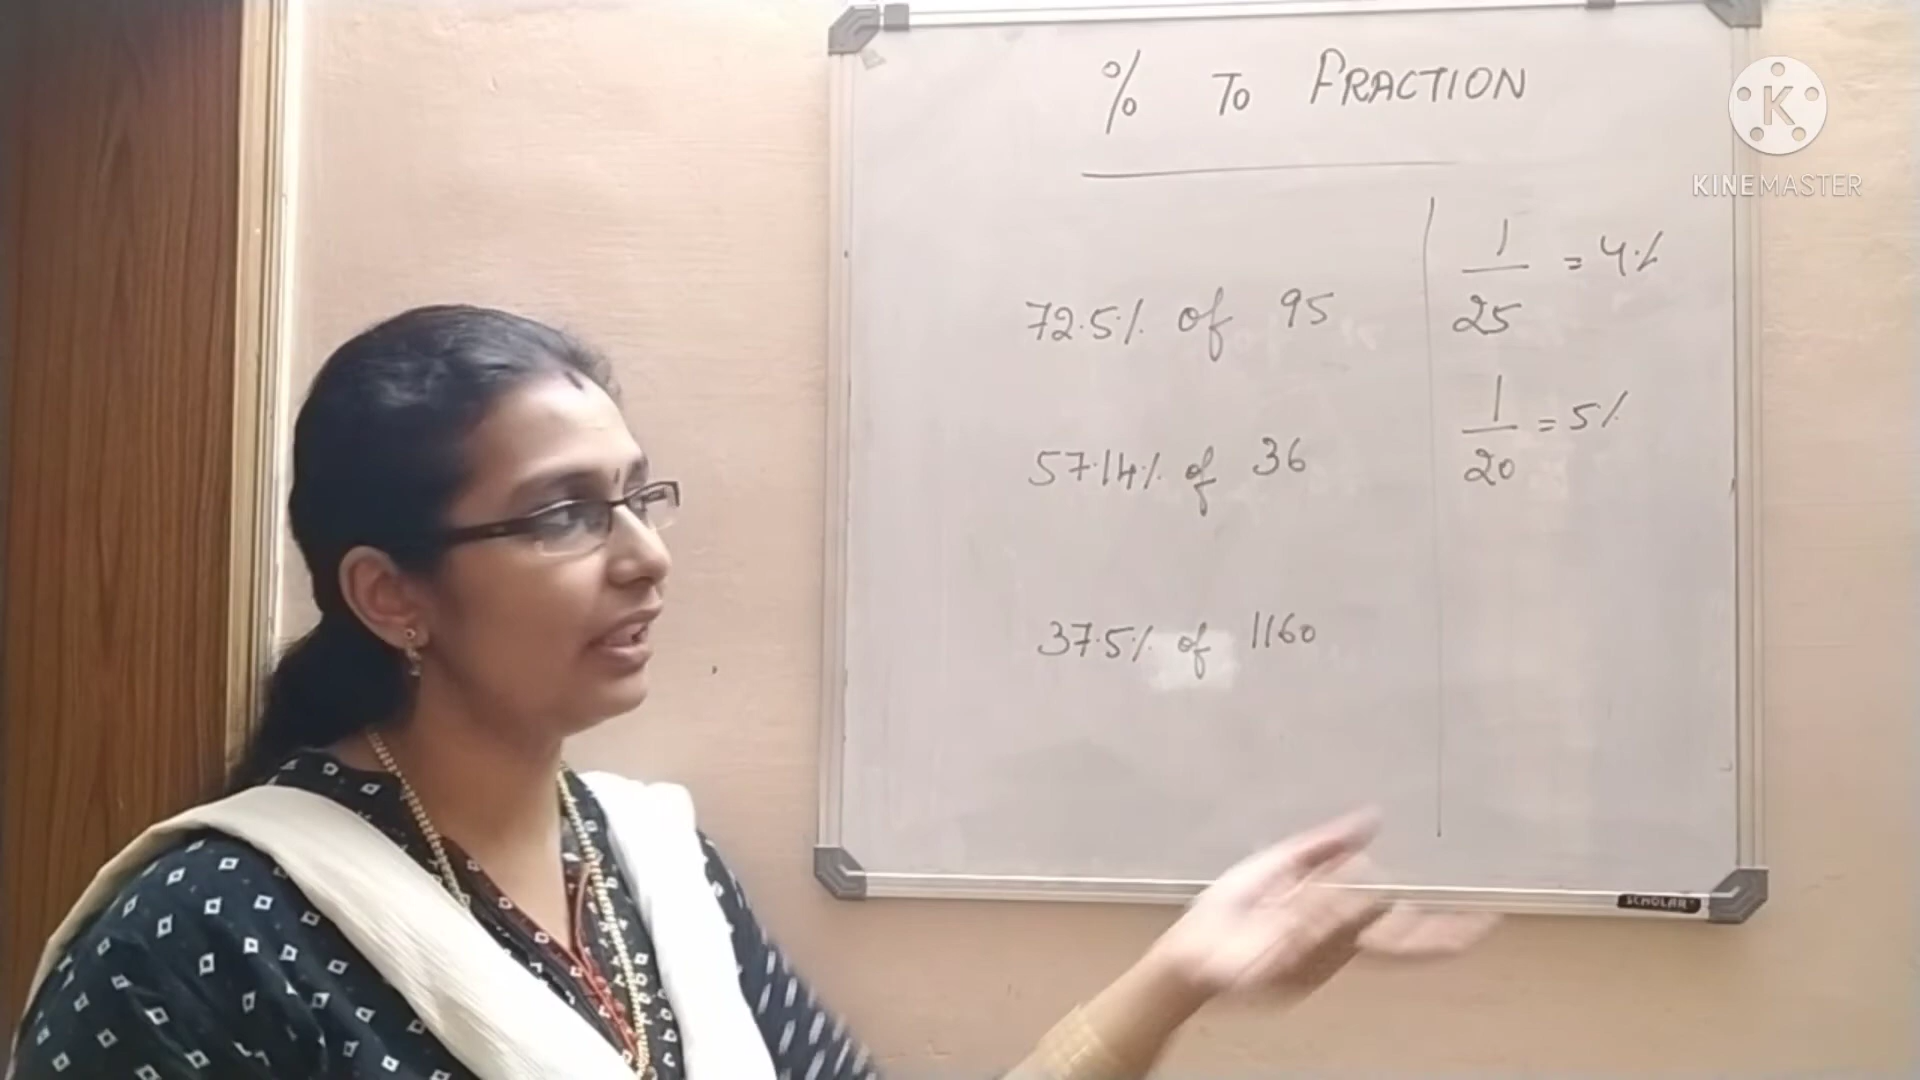 % TO FRACTION
72.5% of 95
57.14% of 36
37.5% of 1160
1/25 = 4%
1/20 = 5%
SCHOLAR
K
KINEMASTER